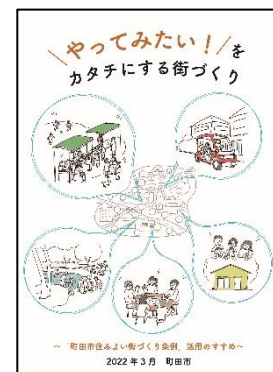 やってみたい！を
カタチにする街づくり
～「町田市住みよい街づくり条例」活用のすすめ～
2022年3月 町田市